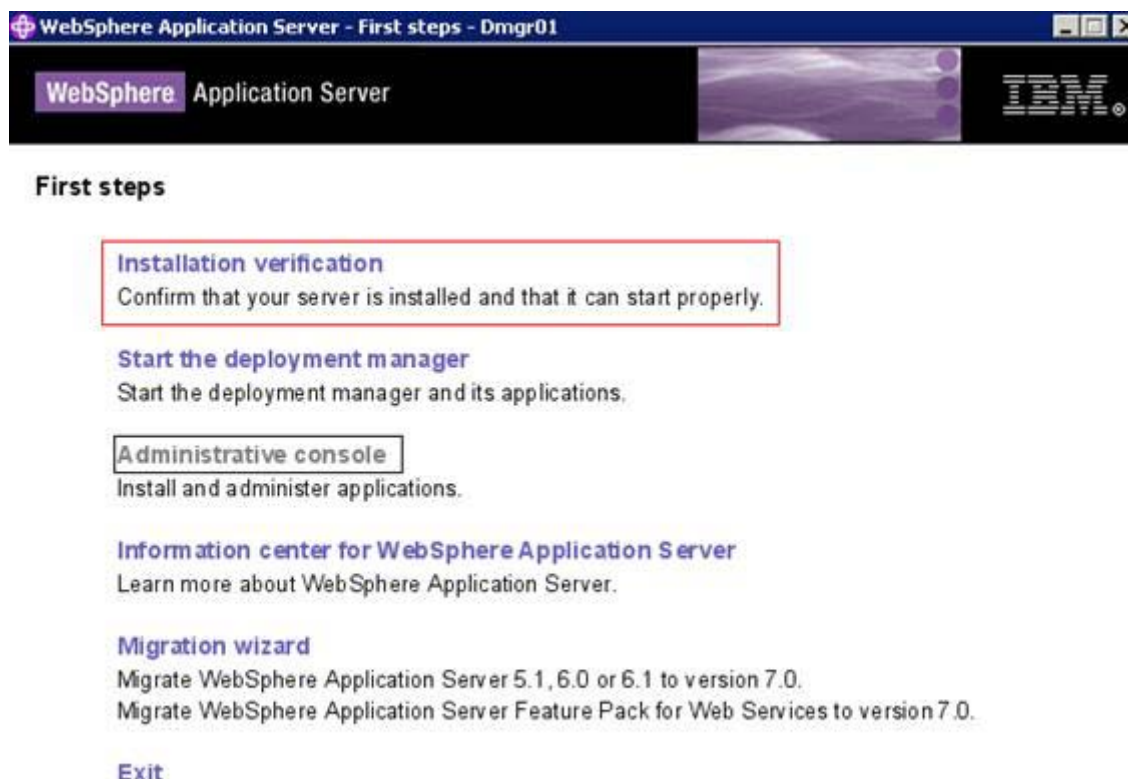 WebSphere Application Server - First steps - Dmgr01
WebSphere Application Server
IBM®
First steps
Installation verification
Confirm that your server is installed and that it can start properly.
Start the deployment manager
Start the deployment manager and its applications.
Administrative console
Install and administer applications.
Information center for WebSphere Application Server
Learn more about WebSphere Application Server.
Migration wizard
Migrate WebSphere Application Server 5.1, 6.0 or 6.1 to version 7.0.
Migrate WebSphere Application Server Feature Pack for Web Services to version 7.0.
Exit